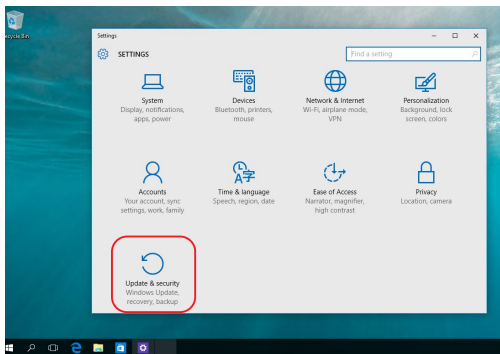 ecycle Bin
Settings
SETTINGS
Find a setting
System
Display, notifications,
apps, power
Devices
Bluetooth, printers,
mouse
Network & Internet
Wi-Fi, airplane mode,
VPN
Personalization
Background, lock
screen, colors
Accounts
Your account, sync
settings, work, family
Time & language
Speech, region, date
Ease of Access
Narrator, magnifier,
high contrast
Privacy
Location, camera
Update & security
Windows Update,
recovery, backup